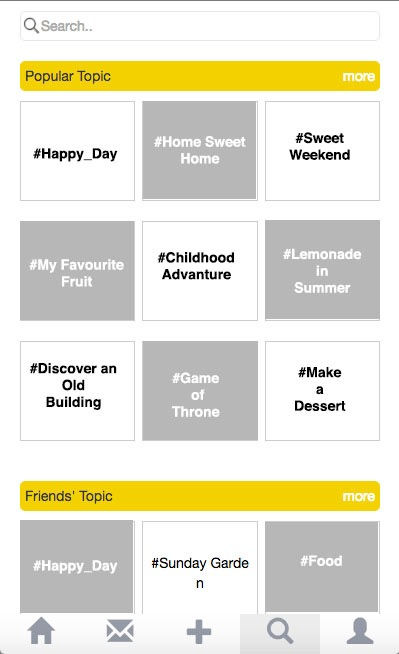 Search..
Popular Topic more
#Happy_Day
#Home Sweet
Home
#Sweet
Weekend
#My Favourite
Fruit
#Childhood
Advanture
#Lemonade
in
Summer
#Discover an
Old
Building
#Game
of
Throne
#Make
a
Dessert
Friends' Topic more
#Happy_Day
#Sunday Garde
n
#Food